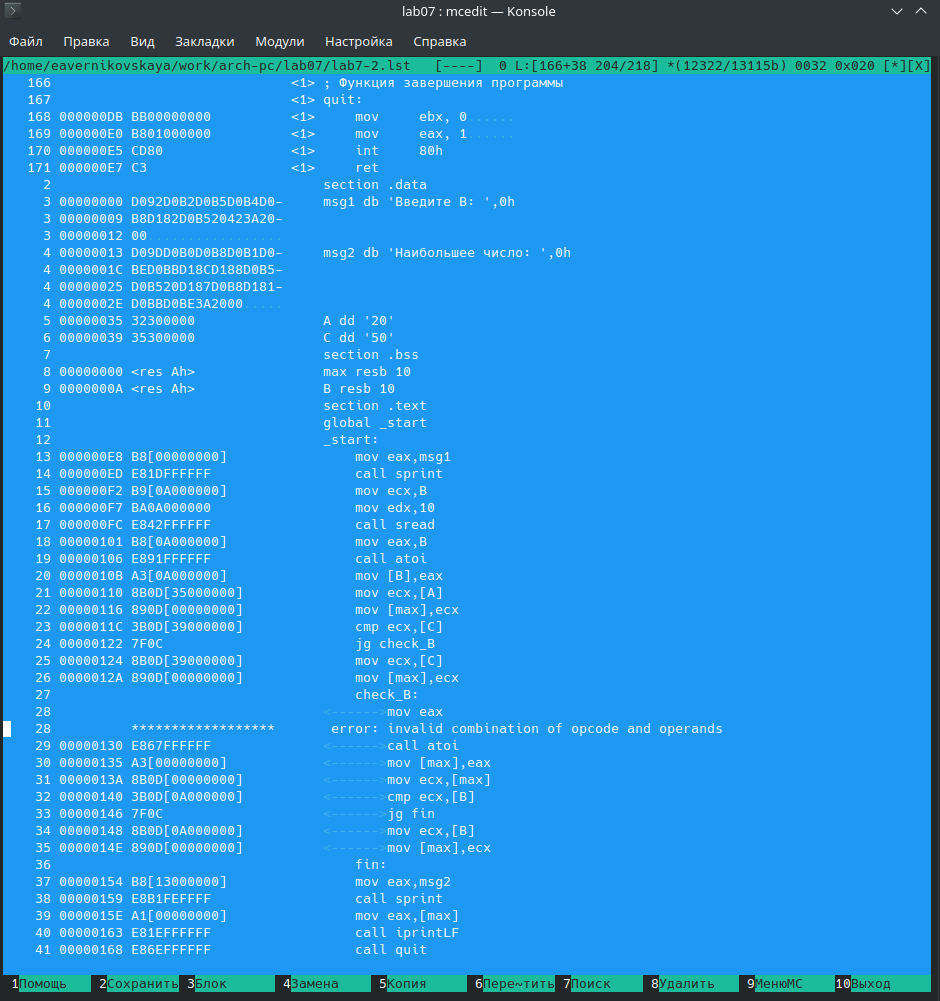 lab07 : mcedit — Konsole
Файл Правка Вид Закладки Модули Настройка Справка
/home/eavernikovskaya/work/arch-pc/lab07/lab7-2.lst [----] 0 L:[166+38 204/218] *(12322/13115b) 0032 0x020 [*][X]
166 <1> ; Функция завершения программы
167 <1> quit:
168 000000DB BB00000000 <1> mov ebx, 0......
169 000000E0 B801000000 <1> mov eax, 1......
170 000000E5 CD80 <1> int 80h
171 000000E7 C3 <1> ret
2 section .data
3 00000000 D092D0B2D0B5D0B4D0- msg1 db 'Введите B: ',0h
3 00000009 B8D182D0B520423A20-
3 00000012 00.................
4 00000013 D09DD0B0D0B8D0B1D0- msg2 db 'Наибольшее число: ',0h
4 0000001C BED0BBD18CD188D0B5-
4 00000025 D0B520D187D0B8D181-
4 0000002E D0BBD0BE3A2000.....
5 00000035 32300000 A dd '20'
6 00000039 35300000 C dd '50'
7 section .bss
8 00000000 <res Ah> max resb 10
9 0000000A <res Ah> B resb 10
10 section .text
11 global _start
12 _start:
13 000000E8 B8[00000000] mov eax,msg1
14 000000ED E81DFFFFFF call sprint
15 000000F2 B9[0A000000] mov ecx,B
16 000000F7 BA0A000000 mov edx,10
17 000000FC E842FFFFFF call sread
18 00000101 B8[0A000000] mov eax,B
19 00000106 E891FFFFFF call atoi
20 0000010B A3[0A000000] mov [B],eax
21 00000110 8B0D[35000000] mov ecx,[A]
22 00000116 890D[00000000] mov [max],ecx
23 0000011C 3B0D[39000000] cmp ecx,[C]
24 00000122 7F0C jg check_B
25 00000124 8B0D[39000000] mov ecx,[C]
26 0000012A 890D[00000000] mov [max],ecx
27 check_B:
28 <------>mov eax
28 ****************** error: invalid combination of opcode and operands
29 00000130 E867FFFFFF <------>call atoi
30 00000135 A3[00000000] <------>mov [max],eax
31 0000013A 8B0D[00000000] <------>mov ecx,[max]
32 00000140 3B0D[0A000000] <------>cmp ecx,[B]
33 00000146 7F0C <------>jg fin
34 00000148 8B0D[0A000000] <------>mov ecx,[B]
35 0000014E 890D[00000000] <------>mov [max],ecx
36 fin:
37 00000154 B8[13000000] mov eax,msg2
38 00000159 E8B1FEFFFF call sprint
39 0000015E A1[00000000] mov eax,[max]
40 00000163 E81EFFFFFF call iprintLF
41 00000168 E86EFFFFFF call quit
1Помощь 2Сохранить 3Блок 4Замена 5Копия 6Пере~тить 7Поиск 8Удалить 9МенюМС 10Выход